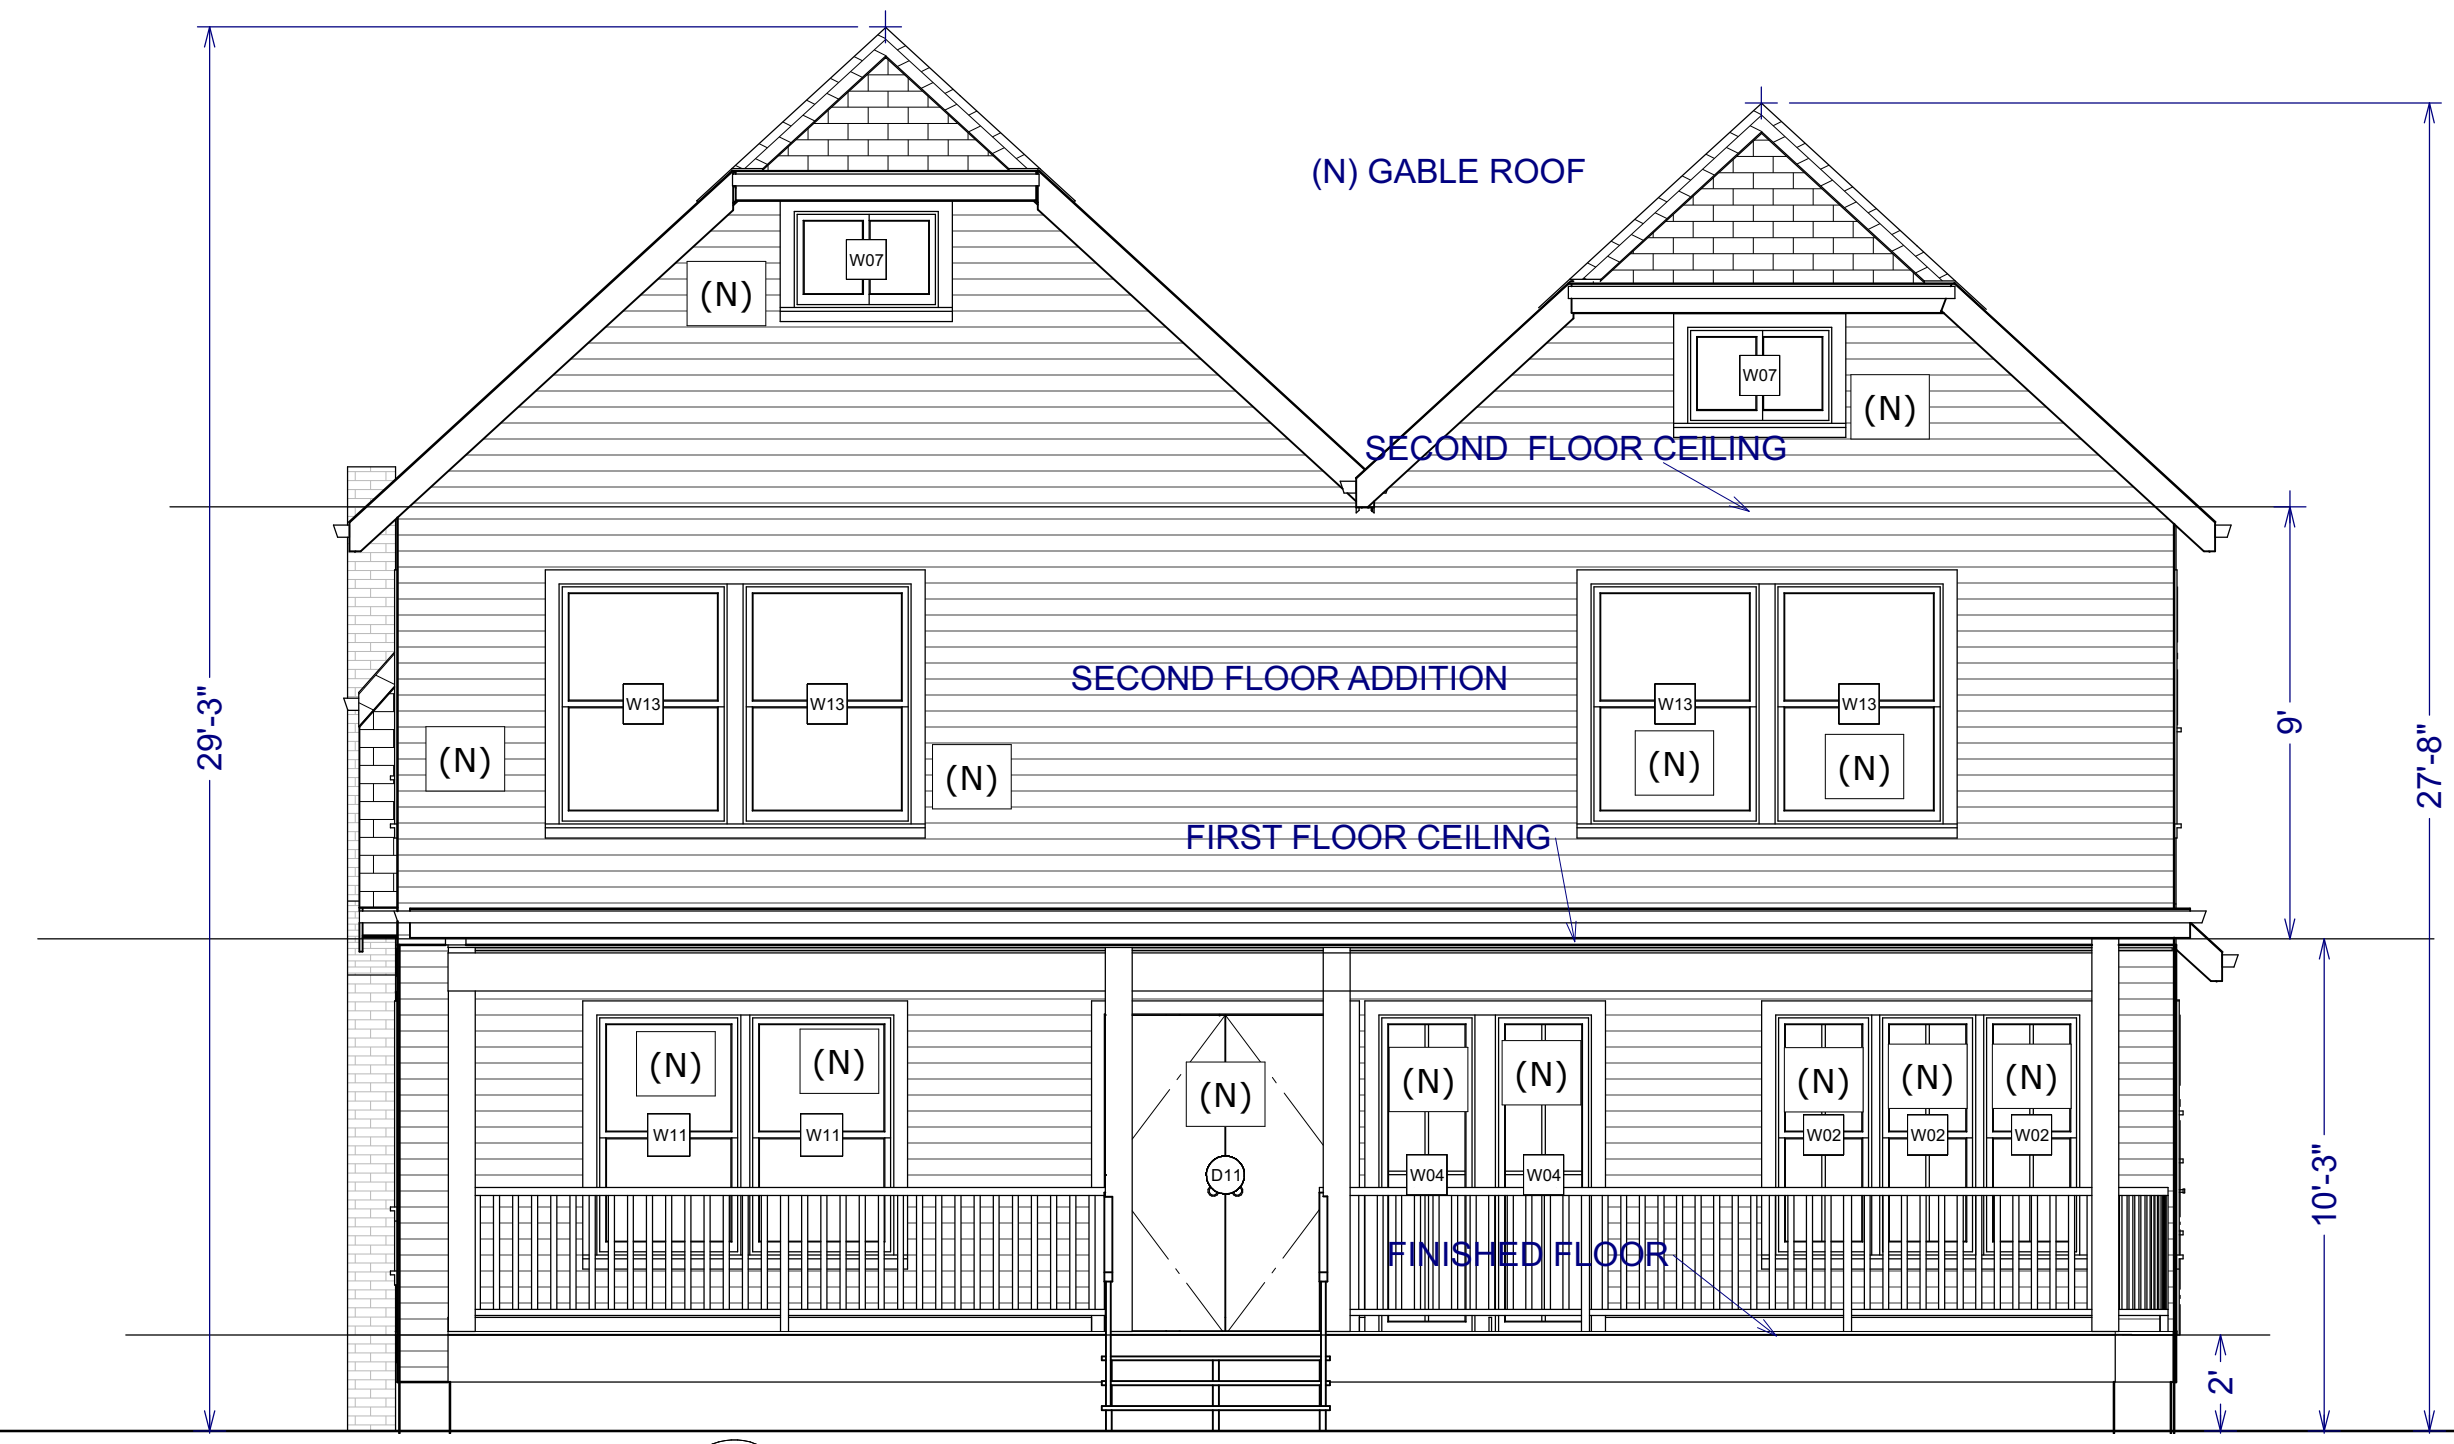 (N) GABLE ROOF
W07
(N)
W07
(N)
SECOND  FLOOR CEILING
29'-3"
SECOND FLOOR ADDITION
W13
W13
W13
W13
9'
27'-8"
(N)
(N)
(N)
(N)
FIRST FLOOR CEILING
(N)
(N)
(N)
(N)
(N)
(N)
(N)
(N)
W11
W11
D11
W04
W04
W02
W02
W02
10'-3"
FINISHED FLOOR
2'